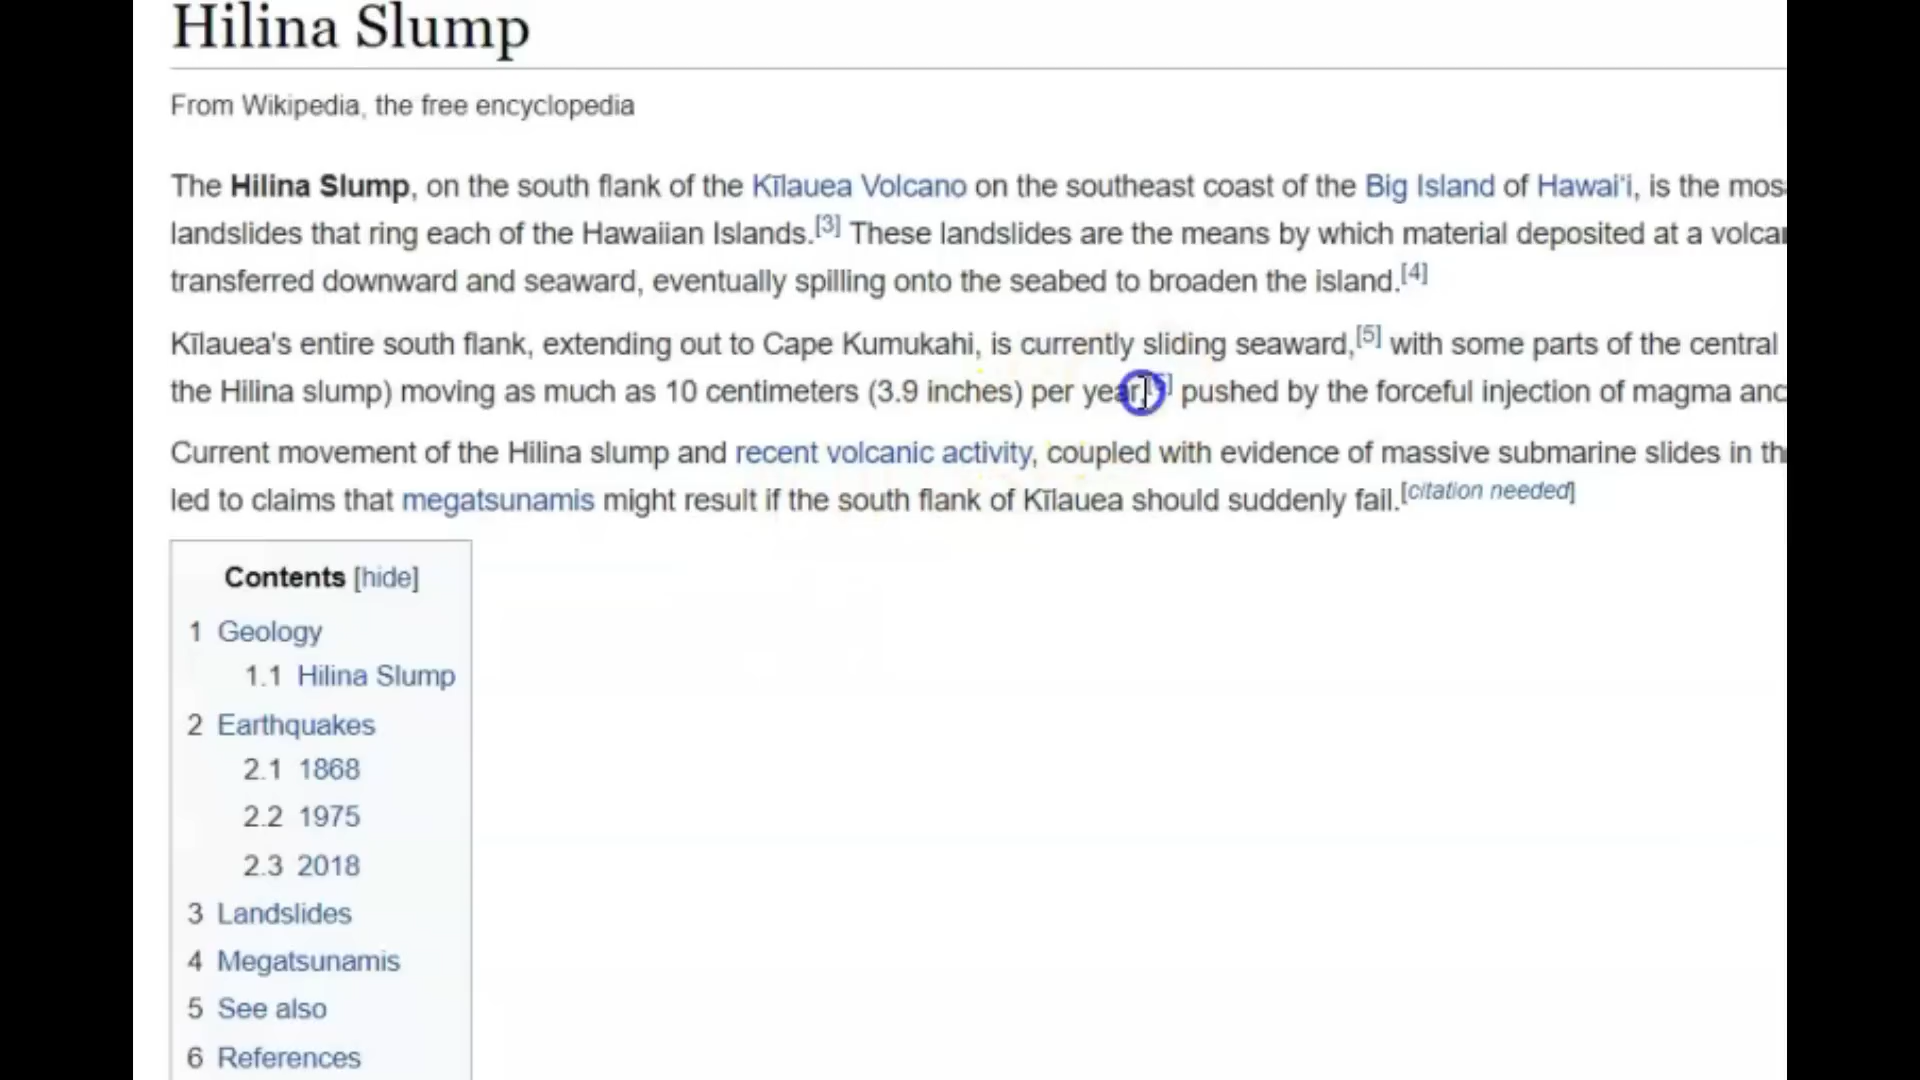 Hilina Slump
From Wikipedia, the free encyclopedia
The Hilina Slump, on the south flank of the Kīlauea Volcano on the southeast coast of the Big Island of Hawaiʻi, is the mos
landslides that ring each of the Hawaiian Islands.[3] These landslides are the means by which material deposited at a volca
transferred downward and seaward, eventually spilling onto the seabed to broaden the island.[4]
Kīlauea's entire south flank, extending out to Cape Kumukahi, is currently sliding seaward,[5] with some parts of the central
the Hilina slump) moving as much as 10 centimeters (3.9 inches) per year, pushed by the forceful injection of magma and
Current movement of the Hilina slump and recent volcanic activity, coupled with evidence of massive submarine slides in th
led to claims that megatsunamis might result if the south flank of Kīlauea should suddenly fail.[citation needed]
Contents [hide]
1 Geology
1.1 Hilina Slump
2 Earthquakes
2.1 1868
2.2 1975
2.3 2018
3 Landslides
4 Megatsunamis
5 See also
6 References